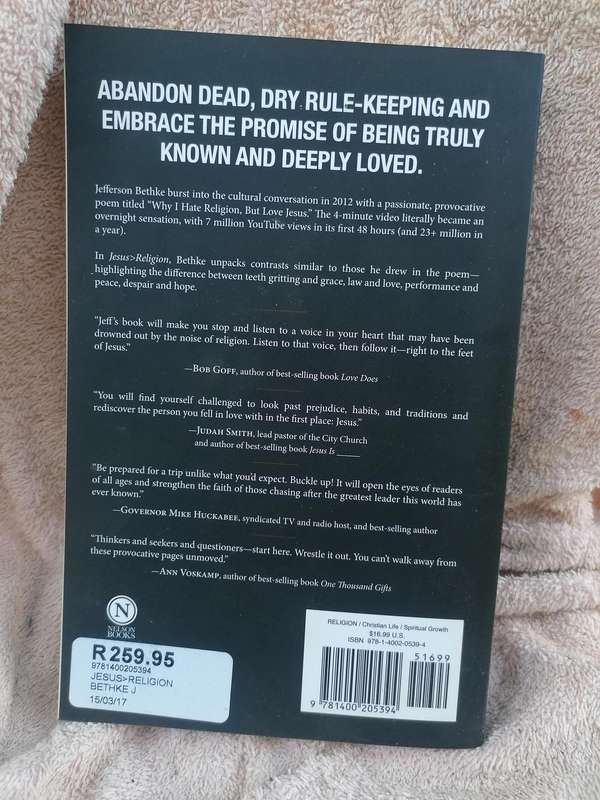 ABANDON DEAD, DRY RULE-KEEPING AND
EMBRACE THE PROMISE OF BEING TRULY
KNOWN AND DEEPLY LOVED.
Jefferson Bethke burst into the cultural conversation in 2012 with a passionate, provocative
poem titled "Why I Hate Religion, But Love Jesus." The 4-minute video literally became an
overnight sensation, with 7 million YouTube views in its first 48 hours (and 23+ million in
a year).
In Jesus>Religion, Bethke unpacks contrasts similar to those he drew in the poem—
highlighting the difference between teeth gritting and grace, law and love, performance and
peace, despair and hope.
"Jeff's book will make you stop and listen to a voice in your heart that may have been
drowned out by the noise of religion. Listen to that voice, then follow it—right to the feet
of Jesus."
—BOB GOFF, author of best-selling book Love Does
"You will find yourself challenged to look past prejudice, habits, and traditions and
rediscover the person you fell in love with in the first place: Jesus."
—JUDAH SMITH, lead pastor of the City Church
and author of best-selling book Jesus Is _____
"Be prepared for a trip unlike what you'd expect. Buckle up! It will open the eyes of readers
of all ages and strengthen the faith of those chasing after the greatest leader this world has
ever known."
—GOVERNOR MIKE HUCKABEE, syndicated TV and radio host, and best-selling author
"Thinkers and seekers and questioners—start here. Wrestle it out. You can't walk away from
these provocative pages unmoved."
—ANN VOSKAMP, author of best-selling book One Thousand Gifts
N
NELSON
BOOKS
R259.95
9781400205394
JESUS>RELIGION
BETHKE J
15/03/17
RELIGION / Christian Life / Spiritual Growth
$16.99 U.S.
ISBN 978-1-4002-0539-4
51699
9 781400 205394